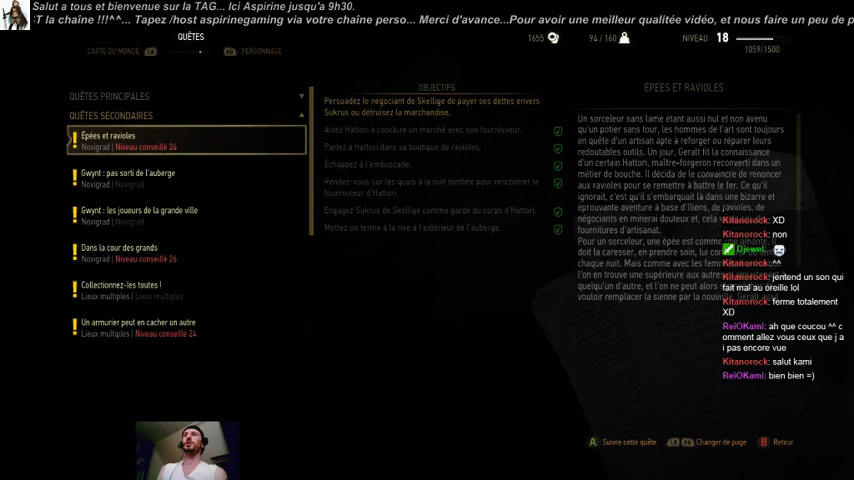 Salut a tous et bienvenue sur la TAG... Ici Aspirine jusqu'a 9h30.
:T la chaîne !!!^^... Tapez /host aspirinegaming via votre chaîne perso... Merci d'avance...Pour avoir une meilleur qualitée vidéo, et nous faire un peu de p
QUÊTES
1655
94 / 160
NIVEAU 18
1059/1500
CARTE DU MONDE LB
RB PERSONNAGE
QUÊTES PRINCIPALES
QUÊTES SECONDAIRES
Épées et ravioles
Novigrad | Niveau conseillé 24
Gwynt : pas sorti de l'auberge
Novigrad | Novigrad
Gwynt : les joueurs de la grande ville
Novigrad | Novigrad
Dans la cour des grands
Novigrad | Niveau conseillé 26
Collectionnez-les toutes !
Lieux multiples | Lieux multiples
Un armurier peut en cacher un autre
Lieux multiples | Niveau conseillé 24
OBJECTIFS
Persuadez le négociant de Skellige de payer ses dettes envers
Sukrus ou détruisez la marchandise.
Aidez Hattori à conclure un marché avec son fournisseur.
Parlez à Hattori dans sa boutique de ravioles.
Échappez à l'embuscade.
Rendez-vous sur les quais à la nuit tombée pour rencontrer le
fournisseur d'Hattori.
Engagez Sukrus de Skellige comme garde du corps d'Hattori.
Mettez un terme à la rixe à l'extérieur de l'auberge.
ÉPÉES ET RAVIOLES
Un sorceleur sans lame étant aussi nul et non avenu
qu'un potier sans tour, les hommes de l'art sont toujours
en quête d'un artisan apte à reforger ou réparer leurs
redoutables outils. Un jour, Geralt fit la connaissance
d'un certain Hattori, maître-forgeron reconverti dans un
métier de bouche. Il décida de le convaincre de renoncer
aux ravioles pour se remettre à battre le fer. Ce qu'il
ignorait, c'est qu'il s'embarquait là dans une bizarre et
éprouvante aventure à base d'îliens, de ravioles, de
négociants en minerai douteux et, cela
fournitures d'artisanat.
Pour un sorceleur, une épée est comme une amante. Il
doit la caresser, en prendre soin, lui
chaque nuit. Mais comme avec les
l'on en trouve une supérieure aux autres
quelqu'un d'autre, et l'on ne peut alors
vouloir remplacer la sienne par la nouvelle. Geralt avait
Kitanorock: XD
Kitanorock: non
Djewel:
Kitanorock: ^^
Kitanorock: jentend un son qui
fait mal au oreille lol
Kitanorock: ferme totalement
XD
ReiOKami: ah que coucou ^^ c
omment allez vous ceux que j a
i pas encore vue
Kitanorock: salut kami
ReiOKami: bien bien =)
A Suivre cette quête
Changer de page
B Retour